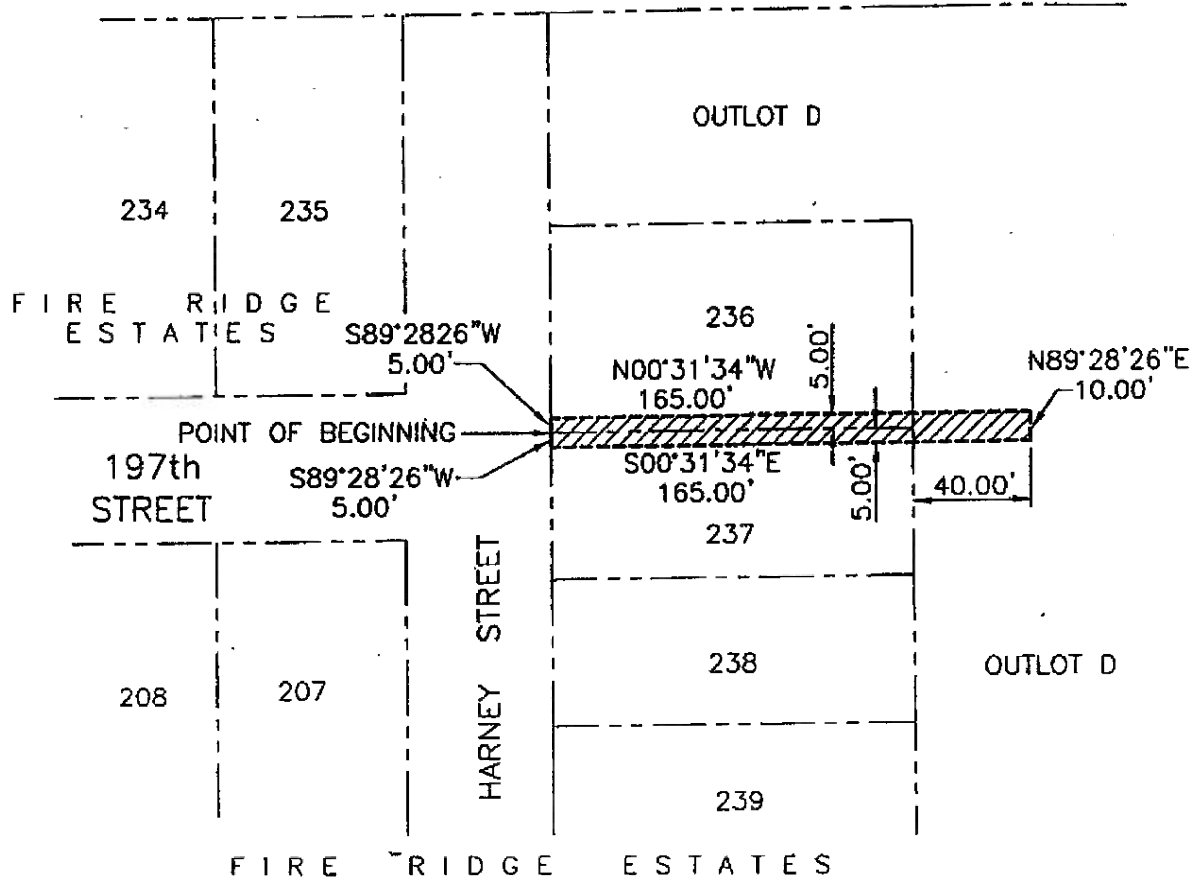 OUTLOT D
234
235
FIRE RIDGE
ESTATES
236
S89°2826"W
5.00'
5.00'
N00°31'34"W
165.00'
N89°28'26"E
10.00'
POINT OF BEGINNING
197th
STREET
S89°28'26"W
5.00'
S00°31'34"E
165.00'
5.00'
40.00'
237
HARNEY STREET
208
207
238
OUTLOT D
239
FIRE RIDGE ESTATES